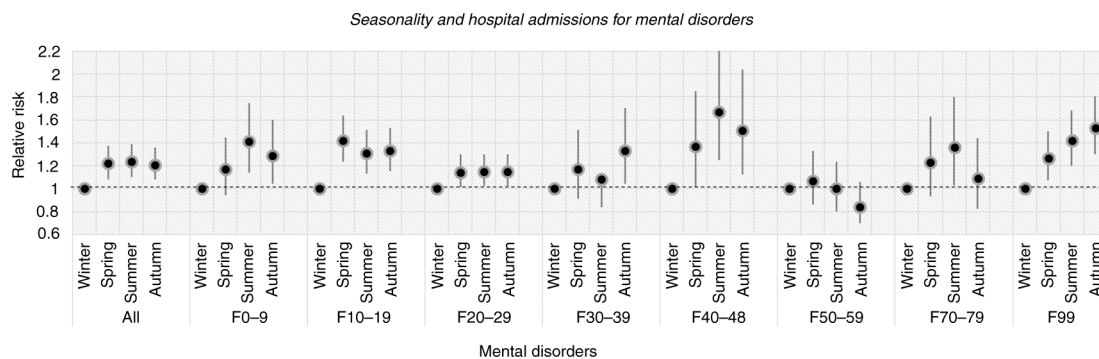 Seasonality and hospital admissions for mental disorders
Relative risk
2.2
2
1.8
1.6
1.4
1.2
1
0.8
0.6
Winter Spring Summer Autumn Winter Spring Summer Autumn Winter Spring Summer Autumn Winter Spring Summer Autumn Winter Spring Summer Autumn Winter Spring Summer Autumn Winter Spring Summer Autumn Winter Spring Summer Autumn Winter Spring Summer Autumn
All F0–9 F10–19 F20–29 F30–39 F40–48 F50–59 F70–79 F99
Mental disorders